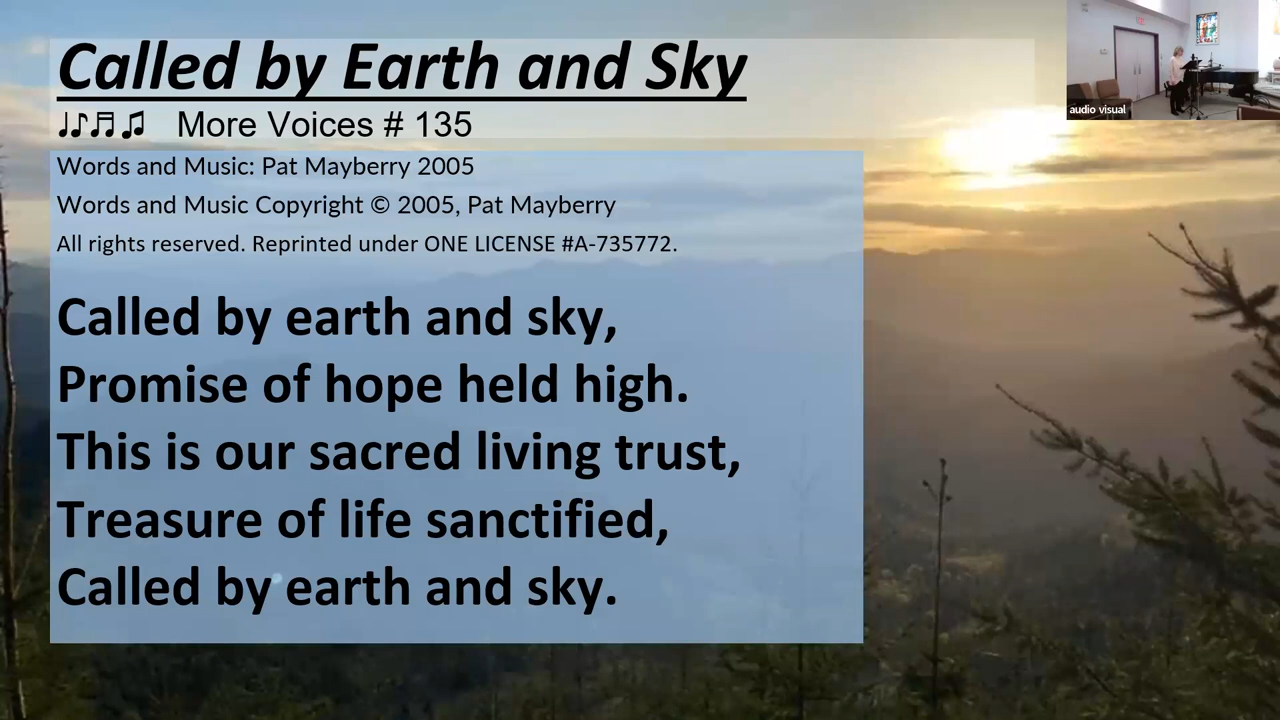 Called by Earth and Sky
♩♪♬♫ More Voices # 135
audio visual
Words and Music: Pat Mayberry 2005
Words and Music Copyright © 2005, Pat Mayberry
All rights reserved. Reprinted under ONE LICENSE #A-735772.
Called by earth and sky,
Promise of hope held high.
This is our sacred living trust,
Treasure of life sanctified,
Called by earth and sky.